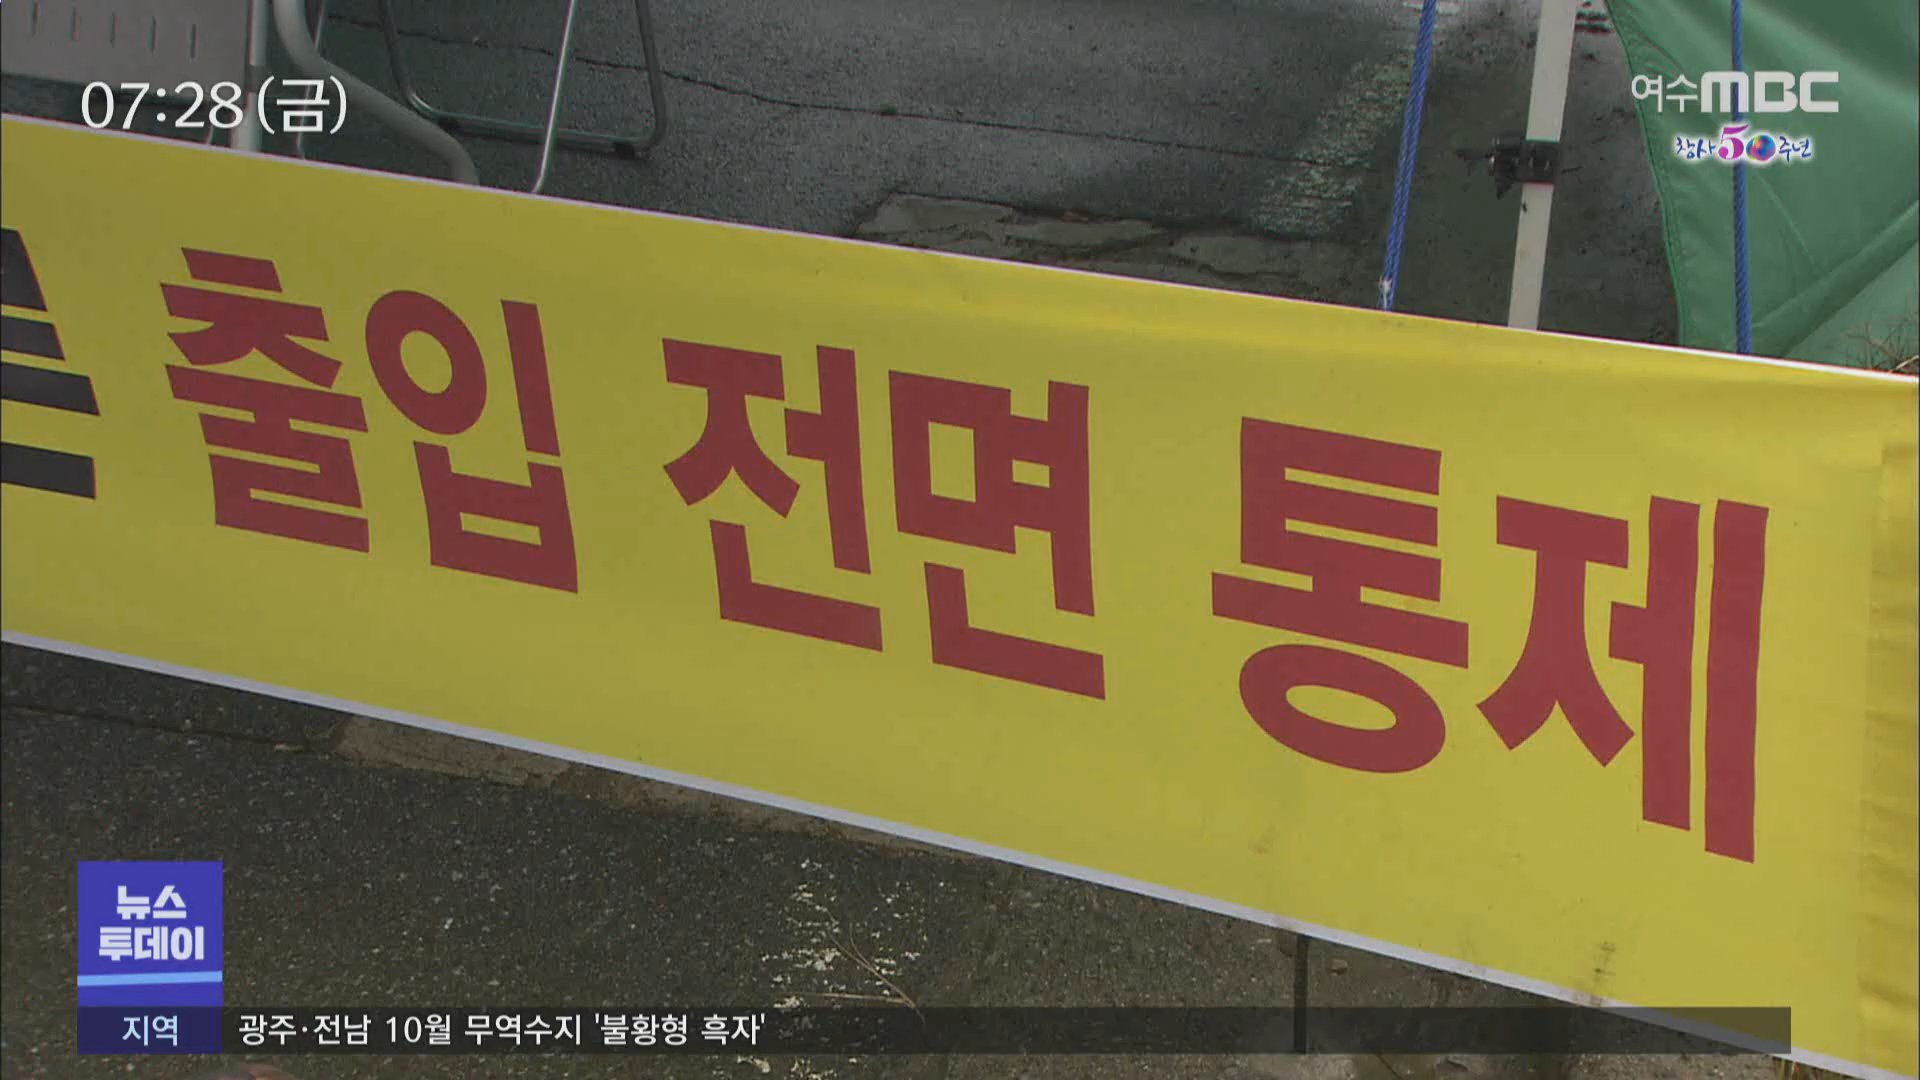 07:28(금)
여수MBC
창사50주년
출입 전면 통제
뉴스
투데이
지역
광주·전남 10월 무역수지 '불황형 흑자'